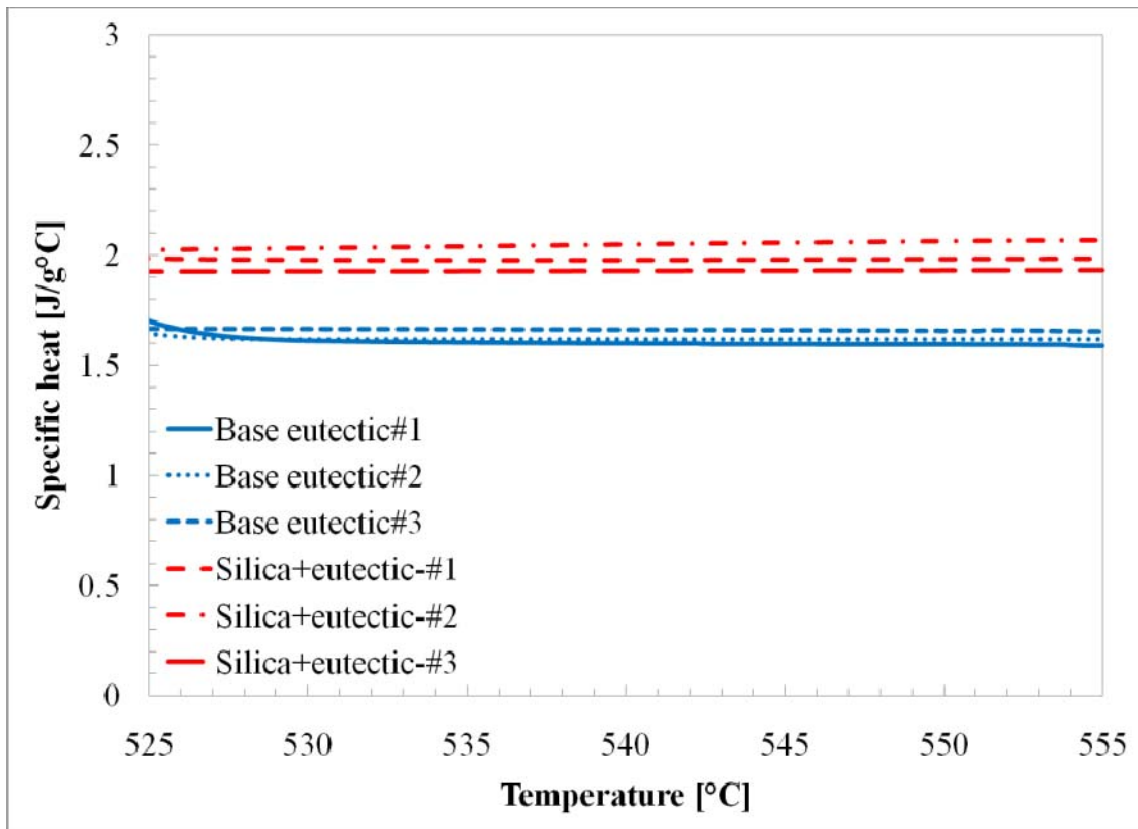 3
2.5
2
1.5
1
0.5
0
Specific heat [J/g°C]
Base eutectic#1
Base eutectic#2
Base eutectic#3
Silica+eutectic-#1
Silica+eutectic-#2
Silica+eutectic-#3
525 530 535 540 545 550 555
Temperature [°C]